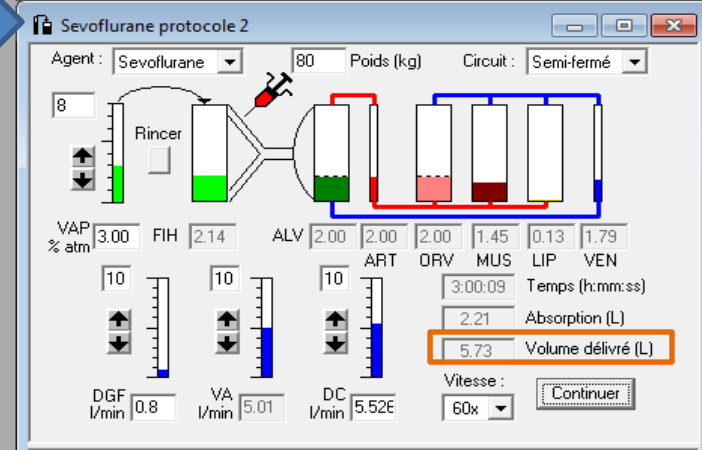 Sevoflurane protocole 2
Agent : Sevoflurane 80 Poids (kg) Circuit : Semi-fermé
8
Rincer
VAP % atm 3.00 FIH 2.14 ALV 2.00 2.00 2.00 1.45 0.13 1.79
ART ORV MUS LIP VEN
10 10 10
3:00:09 Temps (h:mm:ss)
2.21 Absorption (L)
5.73 Volume délivré (L)
DGF l/min 0.8 VA l/min 5.01 DC l/min 5.526
Vitesse :
60x Continuer